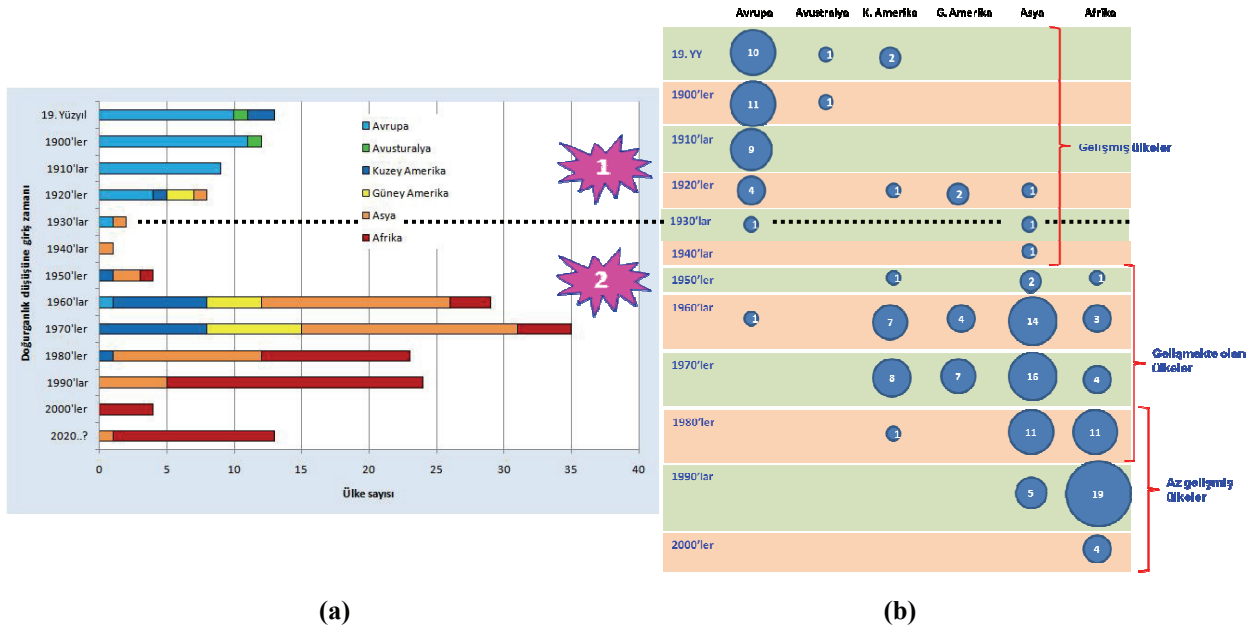 19. Yüzyıl
1900'ler
1910'lar
1920'ler
1930'lar
1940'lar
1950'ler
1960'lar
1970'ler
1980'ler
1990'lar
2000'ler
2020..?
Doğurganlık düşüşüne giriş zamanı
0 5 10 15 20 25 30 35 40
Ülke sayısı
Avrupa
Avusturalya
Kuzey Amerika
Güney Amerika
Asya
Afrika
1
2
(a)
Avrupa Avustralya K. Amerika G. Amerika Asya Afrika
19. YY 10 1 2
1900'ler 11 1
1910'lar 9
1920'ler 4 1 2 1
1930'lar 1 1
1940'lar 1
1950'ler 1 2 1
1960'lar 1 7 4 14 3
1970'ler 8 7 16 4
1980'ler 1 11 11
1990'lar 5 19
2000'ler 4
Gelişmiş ülkeler
Gelişmekte olan
ülkeler
Az gelişmiş
ülkeler
(b)